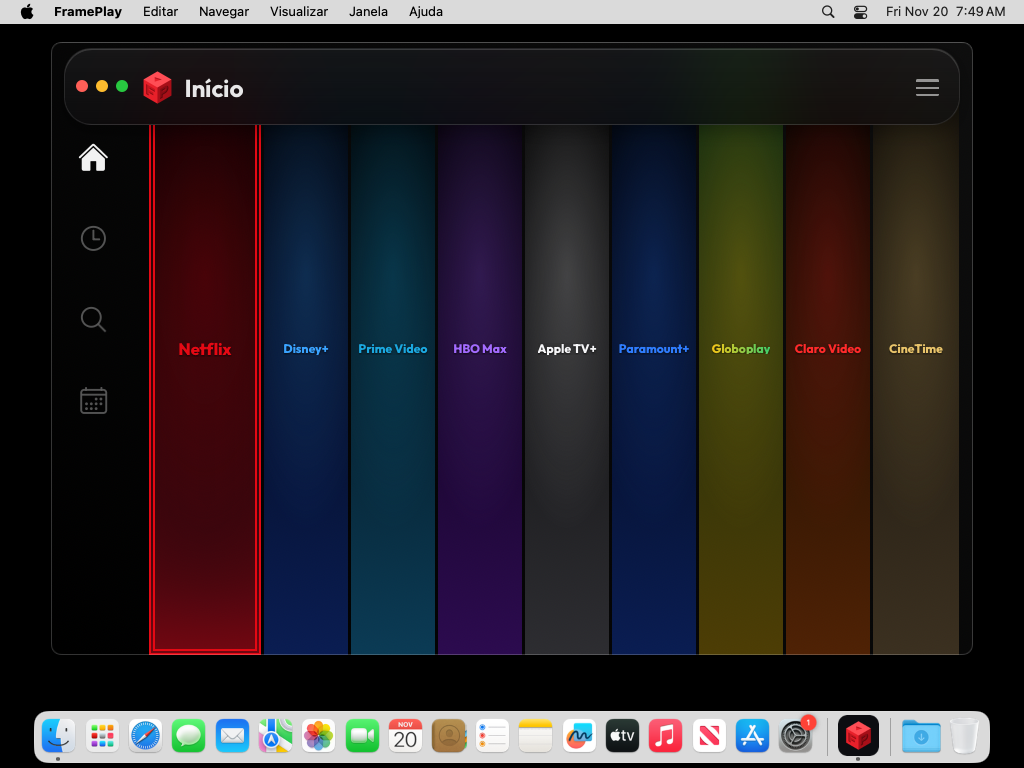 FramePlay Editar Navegar Visualizar Janela Ajuda Fri Nov 20 7:49 AM
Início
Netflix Disney+ Prime Video HBO Max Apple TV+ Paramount+ Globoplay Claro Video CineTime
NOV
20
tv
1